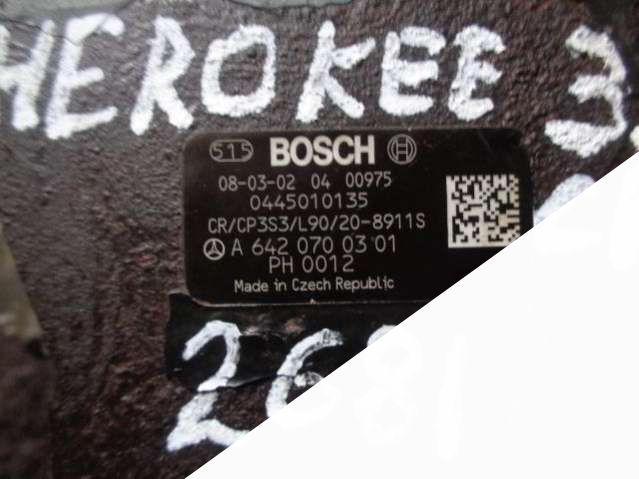 HEROKEE 3
515 BOSCH
08-03-02 04 00975
0445010135
CR/CP3S3/L90/20-8911S
A 642 070 03 01
PH 0012
Made in Czech Republic
2681